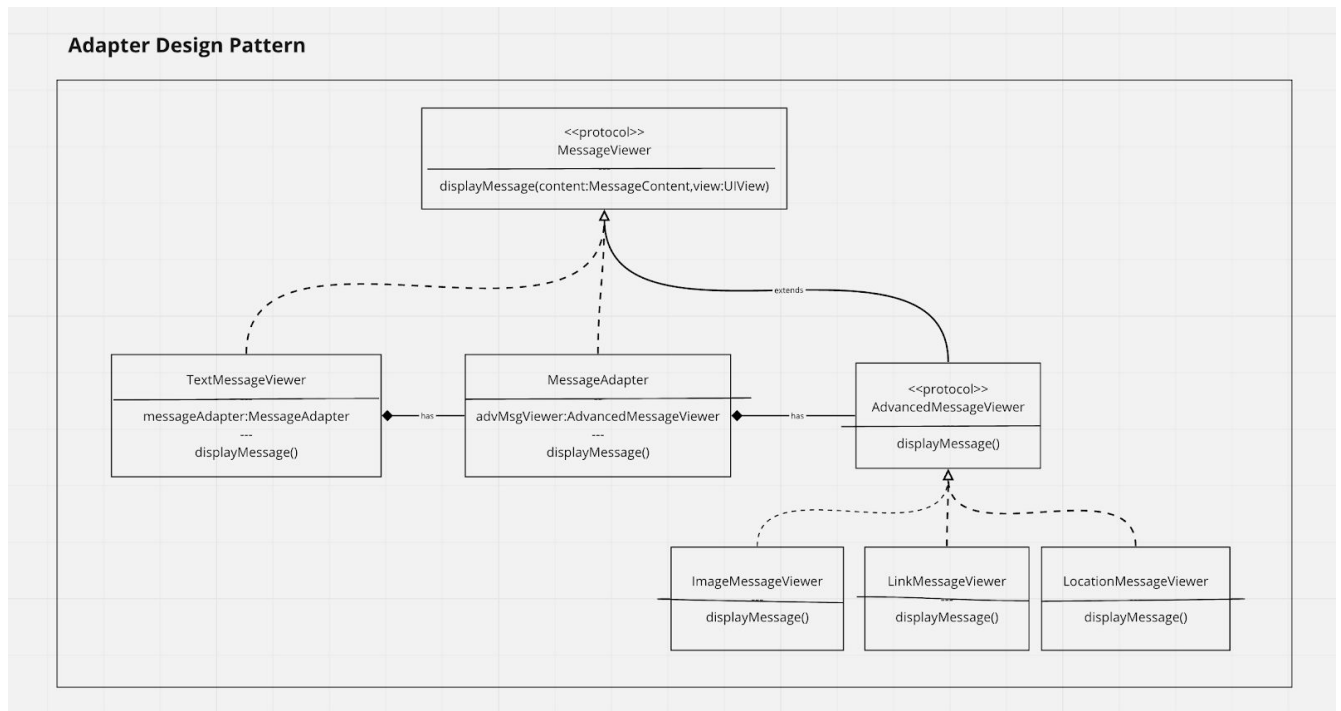 Adapter Design Pattern
<<protocol>>
MessageViewer
---
displayMessage(content:MessageContent,view:UIView)
extends
TextMessageViewer
---
messageAdapter:MessageAdapter
---
displayMessage()
has
MessageAdapter
---
advMsgViewer:AdvancedMessageViewer
---
displayMessage()
has
<<protocol>>
AdvancedMessageViewer
displayMessage()
ImageMessageViewer
---
displayMessage()
LinkMessageViewer
---
displayMessage()
LocationMessageViewer
---
displayMessage()